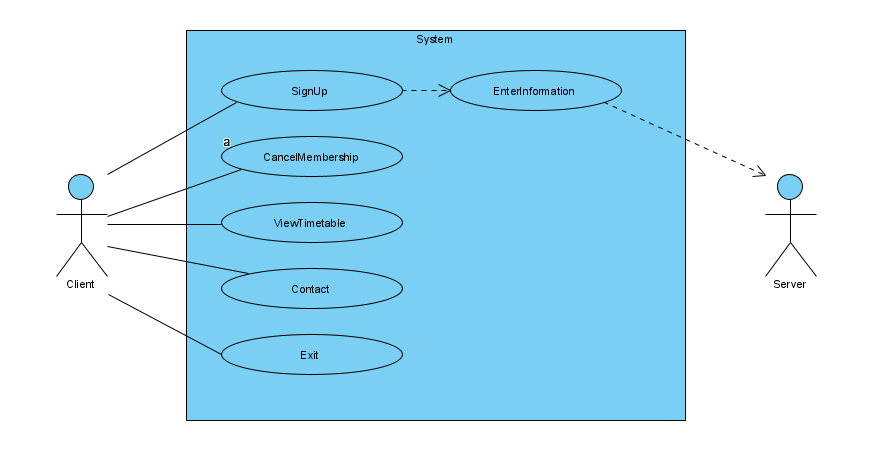 System
SignUp
EnterInformation
a
CancelMembership
ViewTimetable
Client
Server
Contact
Exit